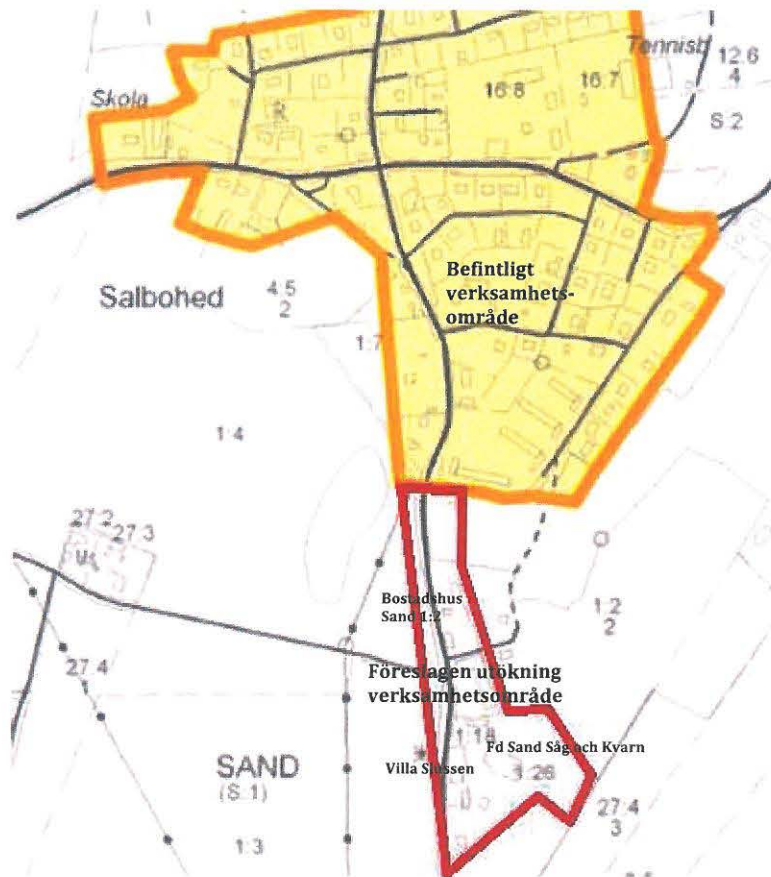 Tennisb
12:6
4
16:8
16:7
Skola
S:2
Befintligt
verksamhets-
område
Salbohed
4:5
2
1:7
1:4
27:2
27:3
Bostadshus
Sand 1:2
1:2
2
27:4
1
Föreslagen utökning
verksamhetsområde
1:18
Fd Sand Såg och Kvarn
Villa Slussen
1:26
SAND
(S:1)
27:4
3
1:3